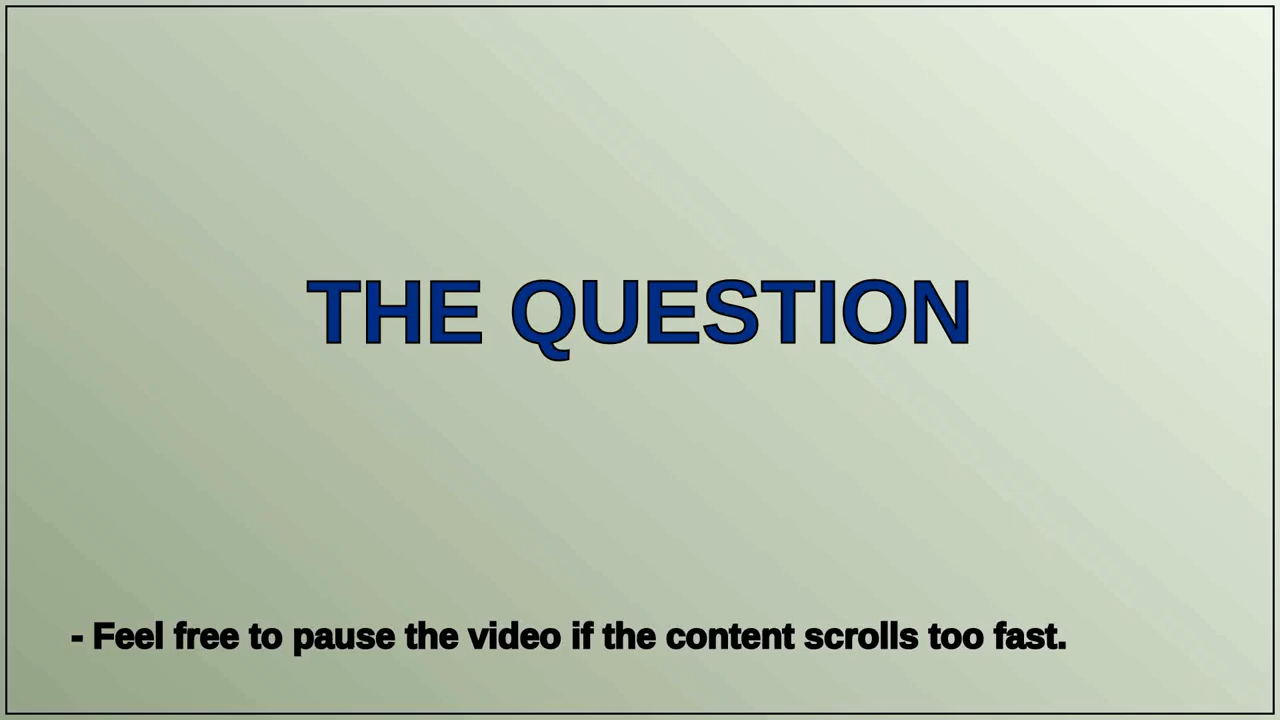 THE QUESTION
- Feel free to pause the video if the content scrolls too fast.